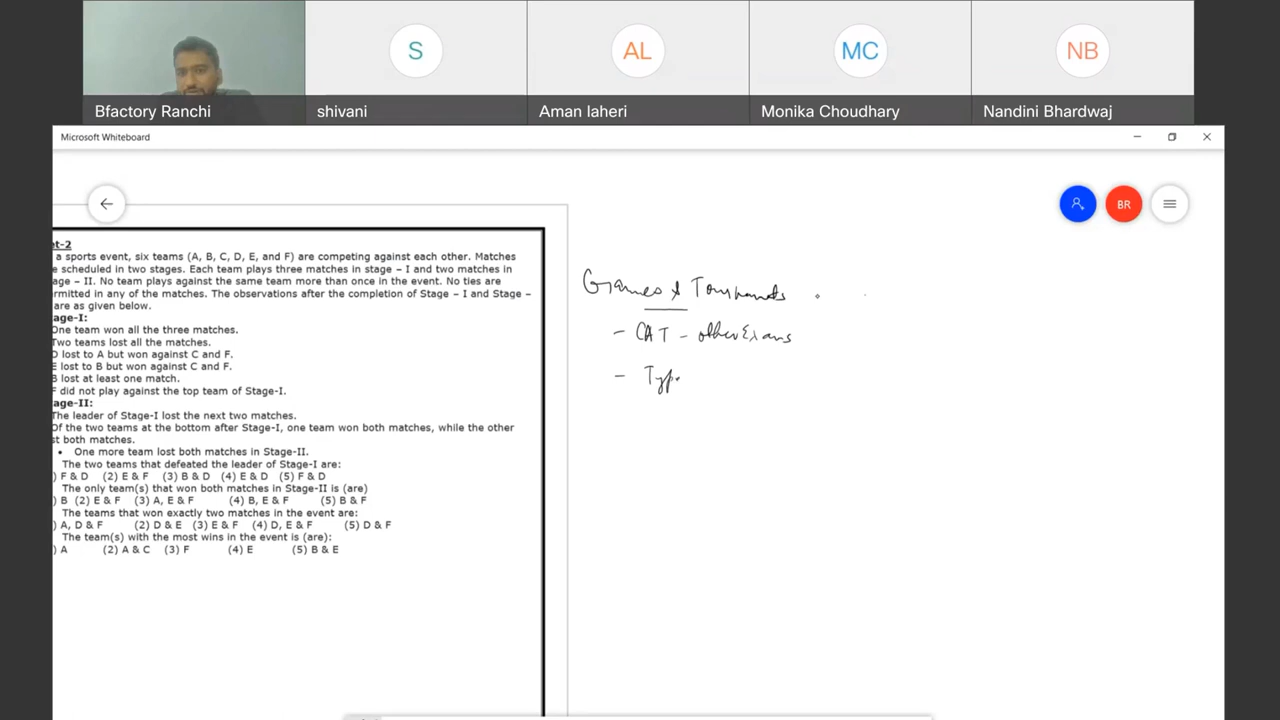 S
AL
MC
NB
Bfactory Ranchi
shivani
Aman laheri
Monika Choudhary
Nandini Bhardwaj
Microsoft Whiteboard
BR
et-2
a sports event, six teams (A, B, C, D, E, and F) are competing against each other. Matches
e scheduled in two stages. Each team plays three matches in stage – I and two matches in
age – II. No team plays against the same team more than once in the event. No ties are
rmitted in any of the matches. The observations after the completion of Stage – I and Stage –
are as given below.
age-I:
One team won all the three matches.
Two teams lost all the matches.
D lost to A but won against C and F.
E lost to B but won against C and F.
B lost at least one match.
F did not play against the top team of Stage-I.
age-II:
The leader of Stage-I lost the next two matches.
Of the two teams at the bottom after Stage-I, one team won both matches, while the other
st both matches.
• One more team lost both matches in Stage-II.
The two teams that defeated the leader of Stage-I are:
) F & D (2) E & F (3) B & D (4) E & D (5) F & D
The only team(s) that won both matches in Stage-II is (are)
) B (2) E & F (3) A, E & F (4) B, E & F (5) B & F
The teams that won exactly two matches in the event are:
) A, D & F (2) D & E (3) E & F (4) D, E & F (5) D & F
The team(s) with the most wins in the event is (are):
) A (2) A & C (3) F (4) E (5) B & E
Games &
- CAT - other Exams
- Typ